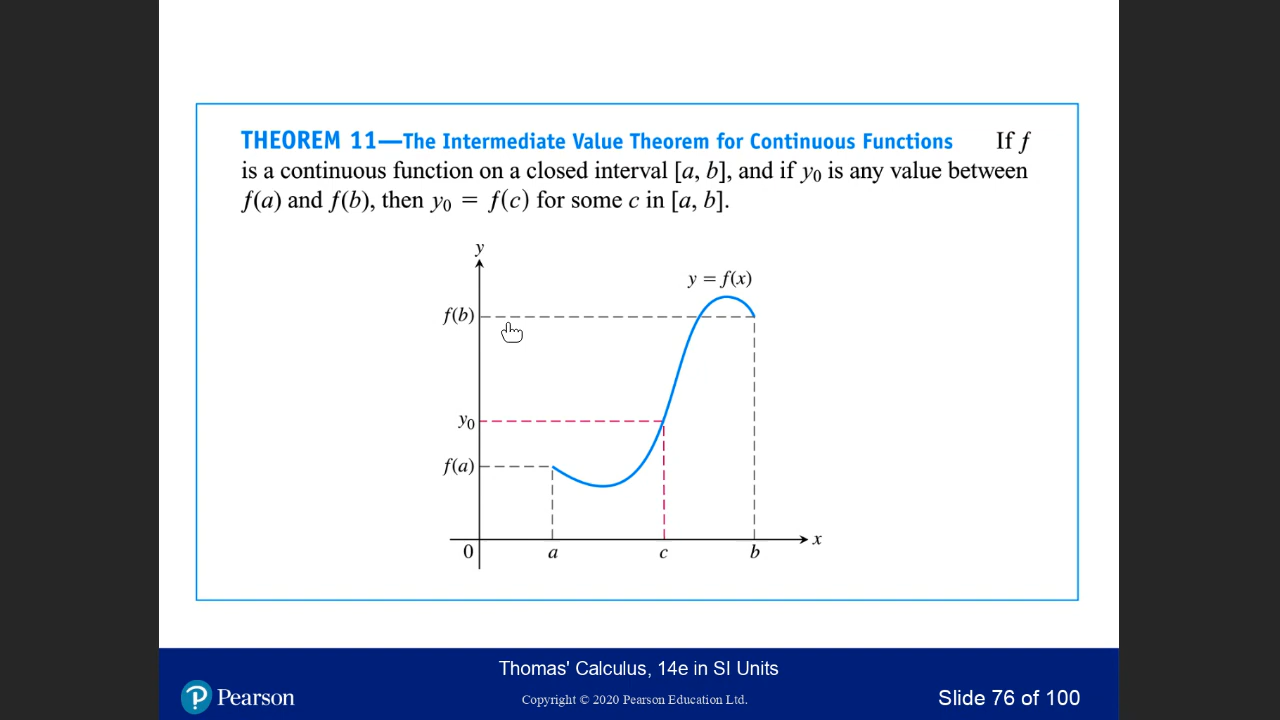 THEOREM 11—The Intermediate Value Theorem for Continuous Functions If f
is a continuous function on a closed interval [a, b], and if y₀ is any value between
f(a) and f(b), then y₀ = f(c) for some c in [a, b].
y
y = f(x)
f(b)
y₀
f(a)
0 a c b x
Thomas' Calculus, 14e in SI Units
P Pearson
Copyright © 2020 Pearson Education Ltd.
Slide 76 of 100